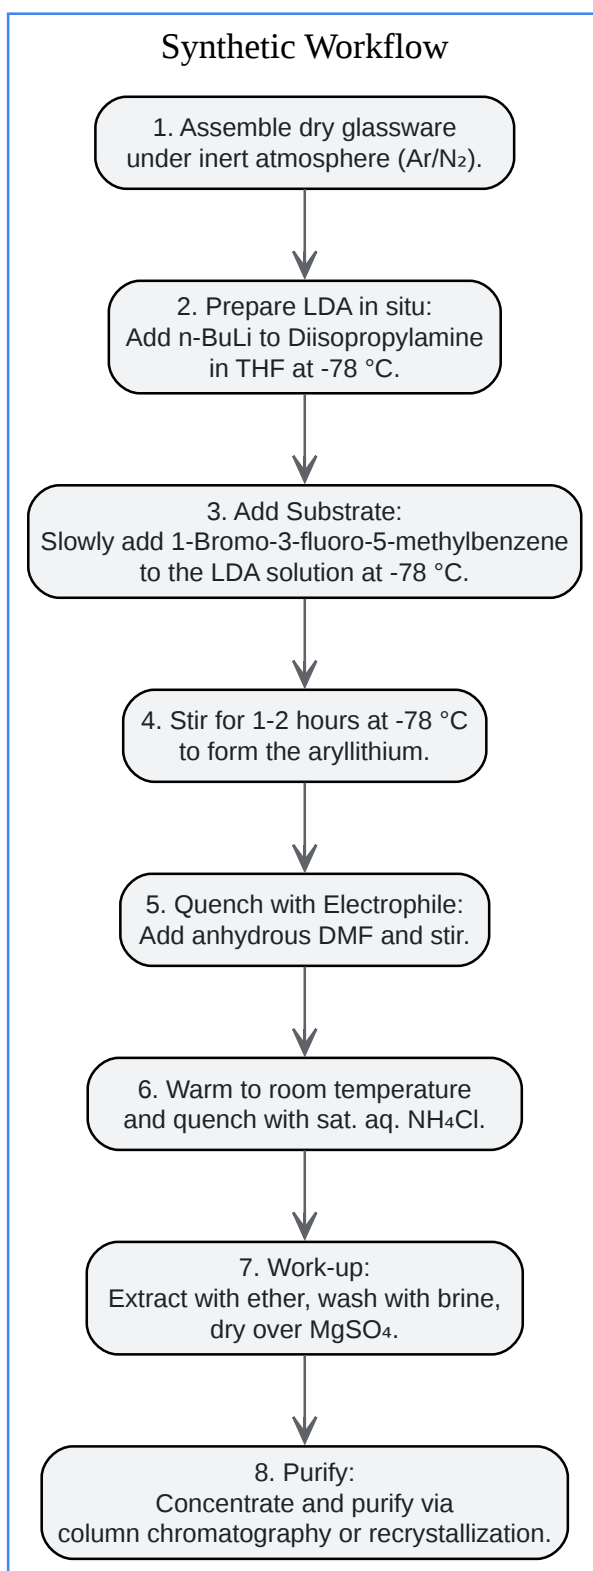 Synthetic Workflow
1. Assemble dry glassware
under inert atmosphere (Ar/N₂).
2. Prepare LDA in situ:
Add n-BuLi to Diisopropylamine
in THF at -78 °C.
3. Add Substrate:
Slowly add 1-Bromo-3-fluoro-5-methylbenzene
to the LDA solution at -78 °C.
4. Stir for 1-2 hours at -78 °C
to form the aryllithium.
5. Quench with Electrophile:
Add anhydrous DMF and stir.
6. Warm to room temperature
and quench with sat. aq. NH₄Cl.
7. Work-up:
Extract with ether, wash with brine,
dry over MgSO₄.
8. Purify:
Concentrate and purify via
column chromatography or recrystallization.